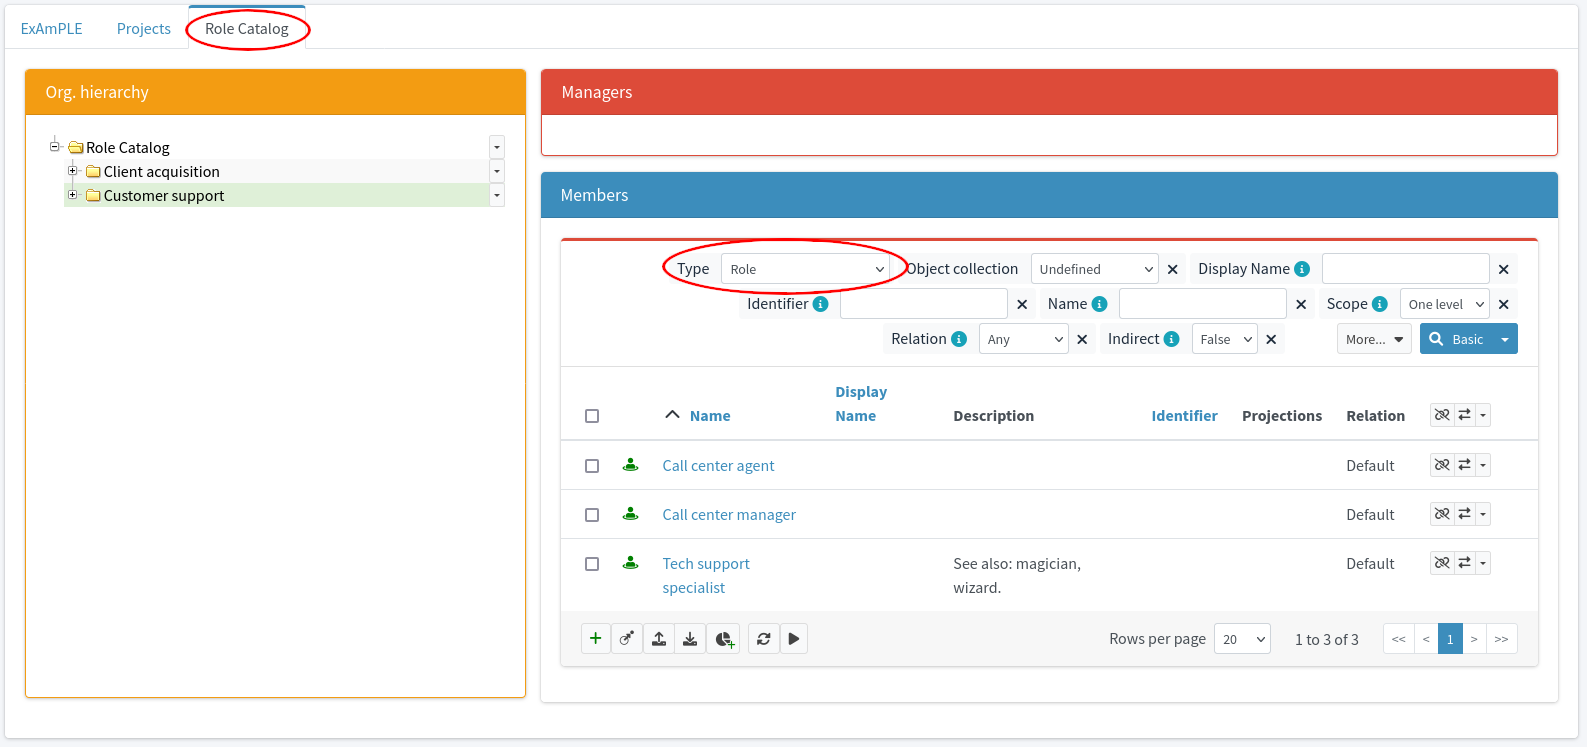 ExAmPLE Projects Role Catalog
Org. hierarchy
Role Catalog
Client acquisition
Customer support
Managers
Members
Type Role Object collection Undefined Display Name
Identifier Name Scope One level
Relation Any Indirect False More... Basic
Name Display Name Description Identifier Projections Relation
Call center agent Default
Call center manager Default
Tech support specialist See also: magician, wizard. Default
Rows per page 20 1 to 3 of 3 << < 1 > >>